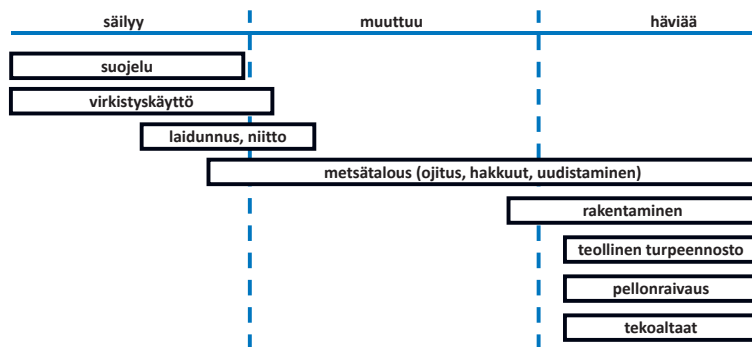 säilyy muuttuu häviää
suojelu
virkistyskäyttö
laidunnus, niitto
metsätalous (ojitus, hakkuut, uudistaminen)
rakentaminen
teollinen turpeennosto
pellonraivaus
tekoaltaat